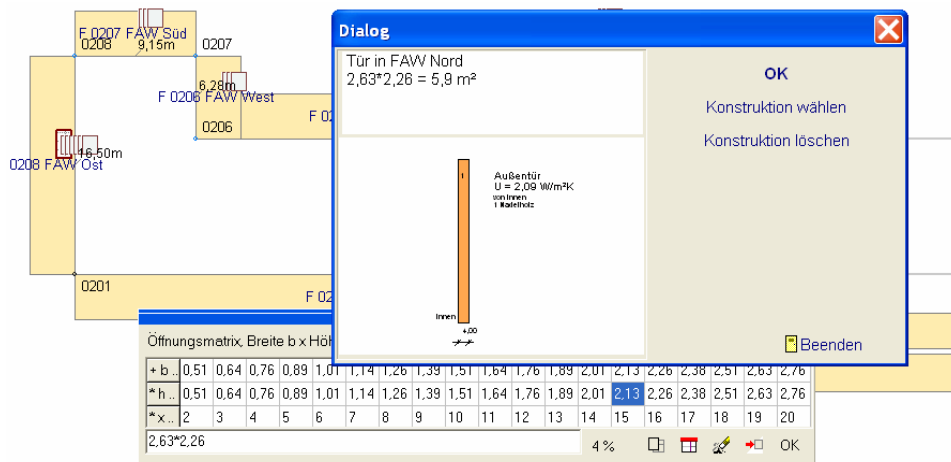 F 0207 FAW Süd
0208
9,15m
0207
6,28m
F 0206 FAW West
0206
16,50m
0208 FAW Ost
0201
Dialog
Tür in FAW Nord
2,63*2,26 = 5,9 m²
OK
Konstruktion wählen
Konstruktion löschen
1
Außentür
U = 2,09 W/m²K
von Innen
1 Nadelholz
Innen
4,00
Beenden
Öffnungsmatrix, Breite b x
+ b .. 0,51 0,64 0,76 0,89 1,01 1,14 1,26 1,39 1,51 1,64 1,76 1,89 2,01 2,13 2,26 2,38 2,51 2,63 2,76
* h .. 0,51 0,64 0,76 0,89 1,01 1,14 1,26 1,39 1,51 1,64 1,76 1,89 2,01 2,13 2,26 2,38 2,51 2,63 2,76
* x .. 2 3 4 5 6 7 8 9 10 11 12 13 14 15 16 17 18 19 20
2,63*2,26
4 %
OK